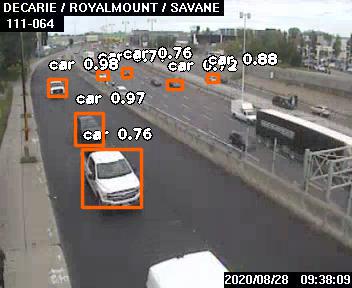 DECARIE / ROYALMOUNT / SAVANE
111-064
car 0.76
car 0.98
car 0.88
car 0.97
car 0.76
2020/08/28 09:38:09